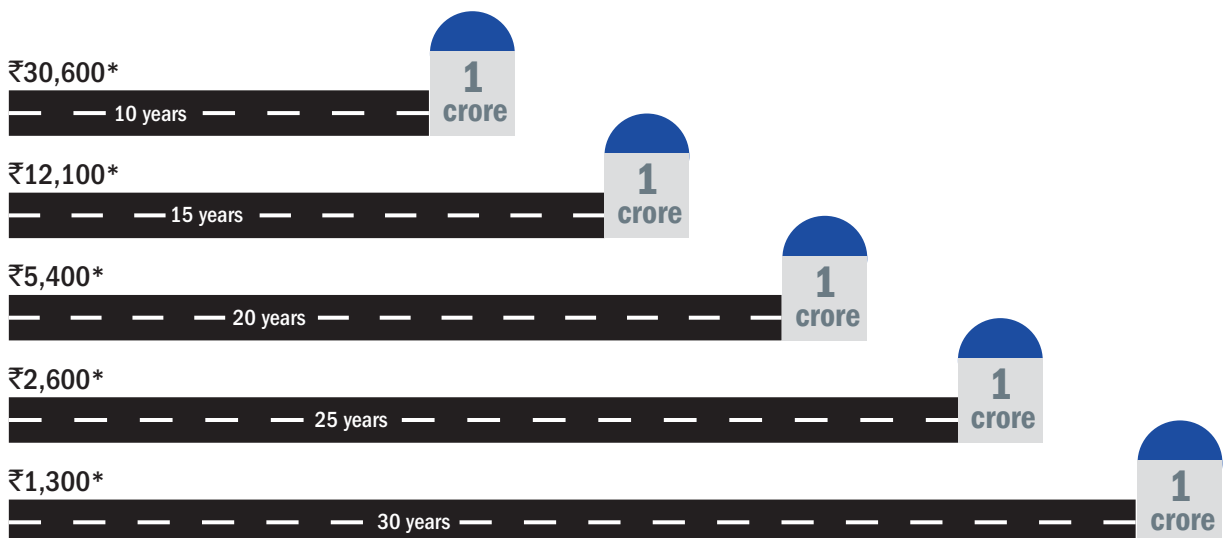 ₹30,600*
10 years
1
crore
₹12,100*
15 years
1
crore
₹5,400*
20 years
1
crore
₹2,600*
25 years
1
crore
₹1,300*
30 years
1
crore